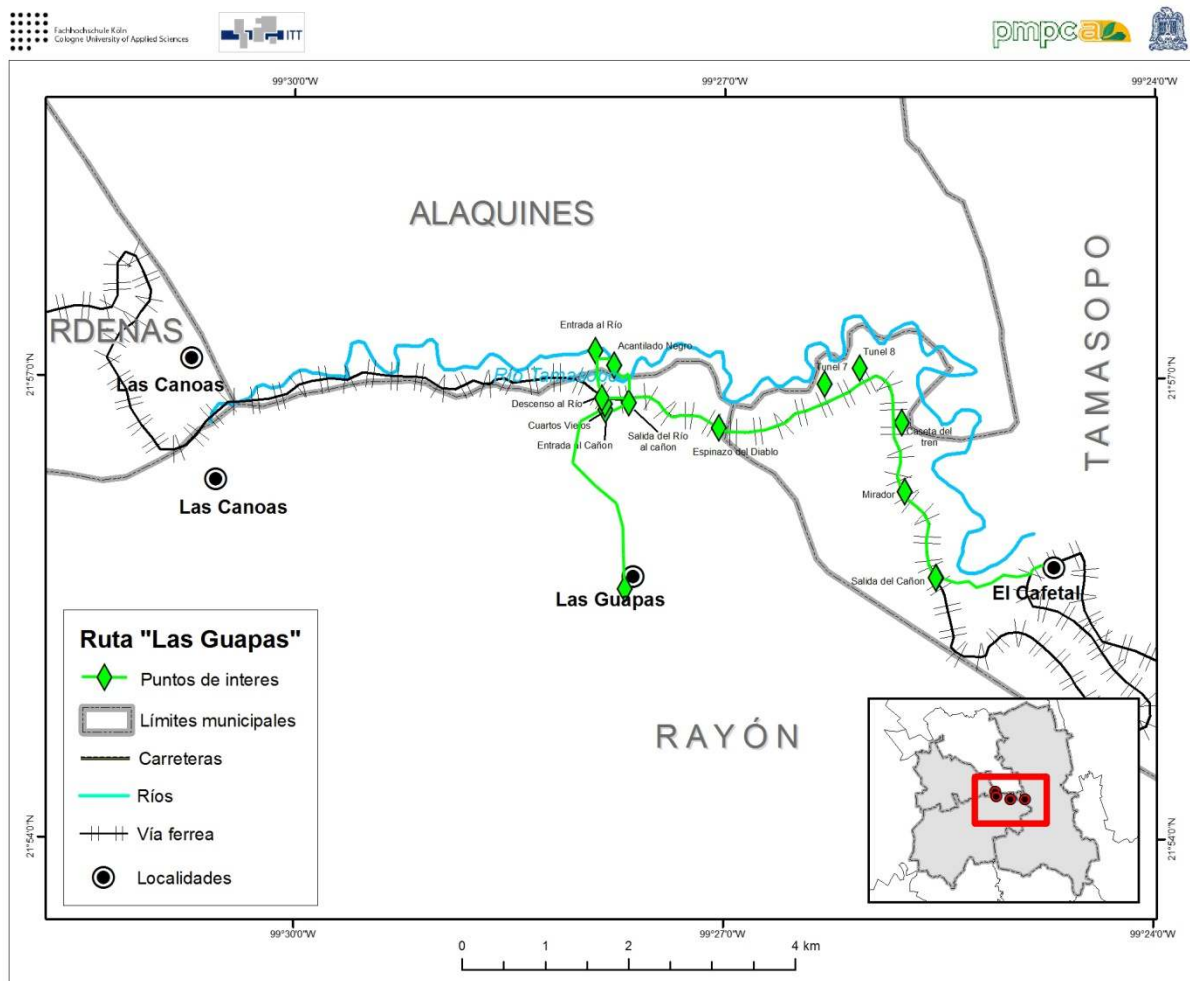 Fachhochschule Köln
Cologne University of Applied Sciences
ITT
pmpca
99°30'0"W
99°27'0"W
99°24'0"W
ALAQUINES
TAMASOPO
RDENAS
Las Canoas
21°57'0"N
21°57'0"N
Entrada al Río
Acantilado Negro
Río Tamasopo
Tunel 8
Tunel 7
Descenso al Río
Cuartos Viejos
Entrada al Cañon
Salida del Río
al cañon
Espinazo del Diablo
Caseta del
tren
Las Canoas
Mirador
Salida del Cañon
El Cafetal
Las Guapas
RAYÓN
Ruta "Las Guapas"
Puntos de interes
Límites municipales
Carreteras
Ríos
Vía ferrea
Localidades
21°54'0"N
21°54'0"N
99°30'0"W
99°27'0"W
99°24'0"W
0 1 2 4 km